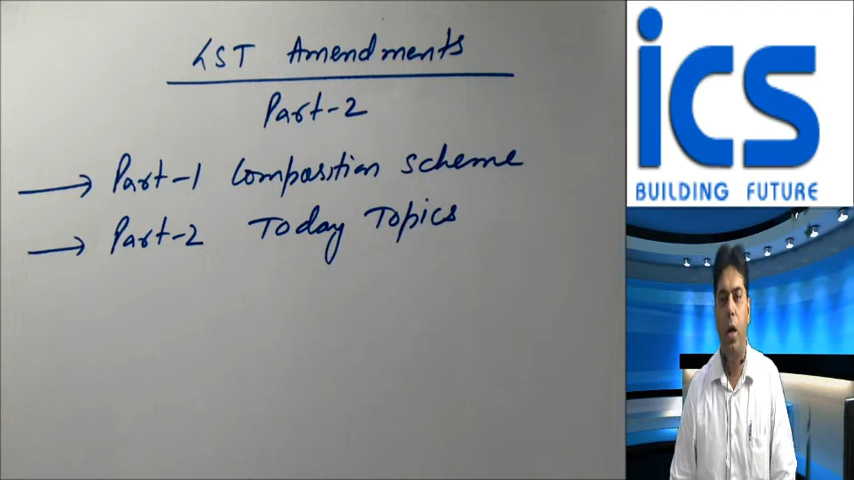 GST Amendments
Part-2
→ Part-1 Composition scheme
→ Part-2 Today Topics
iCS
BUILDING FUTURE